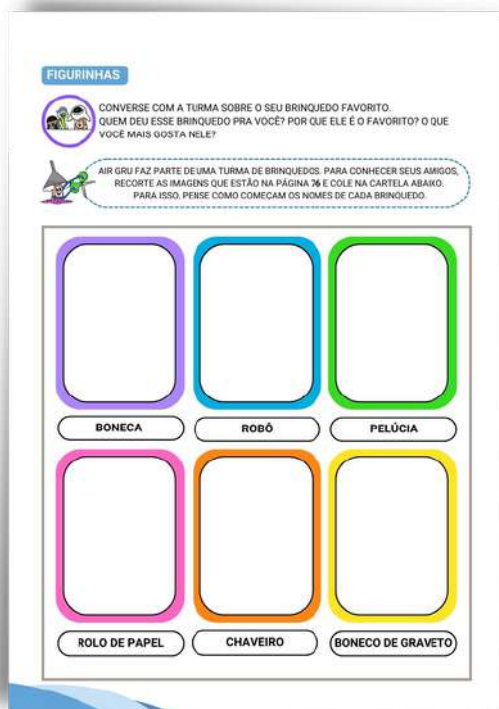 FIGURINHAS
CONVERSE COM A TURMA SOBRE O SEU BRINQUEDO FAVORITO.
QUEM DEU ESSE BRINQUEDO PRA VOCÊ? POR QUE ELE É O FAVORITO? O QUE
VOCÊ MAIS GOSTA NELE?
AIR GRU FAZ PARTE DE UMA TURMA DE BRINQUEDOS. PARA CONHECER SEUS AMIGOS,
RECORTE AS IMAGENS QUE ESTÃO NA PÁGINA 76 E COLE NA CARTELA ABAIXO.
PARA ISSO, PENSE COMO COMEÇAM OS NOMES DE CADA BRINQUEDO.
BONECA
ROBÔ
PELÚCIA
ROLO DE PAPEL
CHAVEIRO
BONECO DE GRAVETO